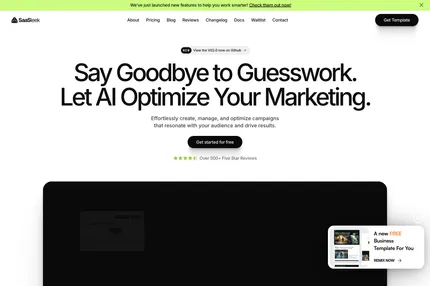 We've just launched new features to help you work smarter! Check them out now!
SaaSleek
About
Pricing
Blog
Reviews
Changelog
Docs
Waitlist
Contact
Get Template
NEW
View the V22.0 now on Github
Say Goodbye to Guesswork.
Let AI Optimize Your Marketing.
Effortlessly create, manage, and optimize campaigns
that resonate with your audience and drive results.
Get started for free
Over 500+ Five Star Reviews
A new FREE
Business
Template For You
REMIX NOW